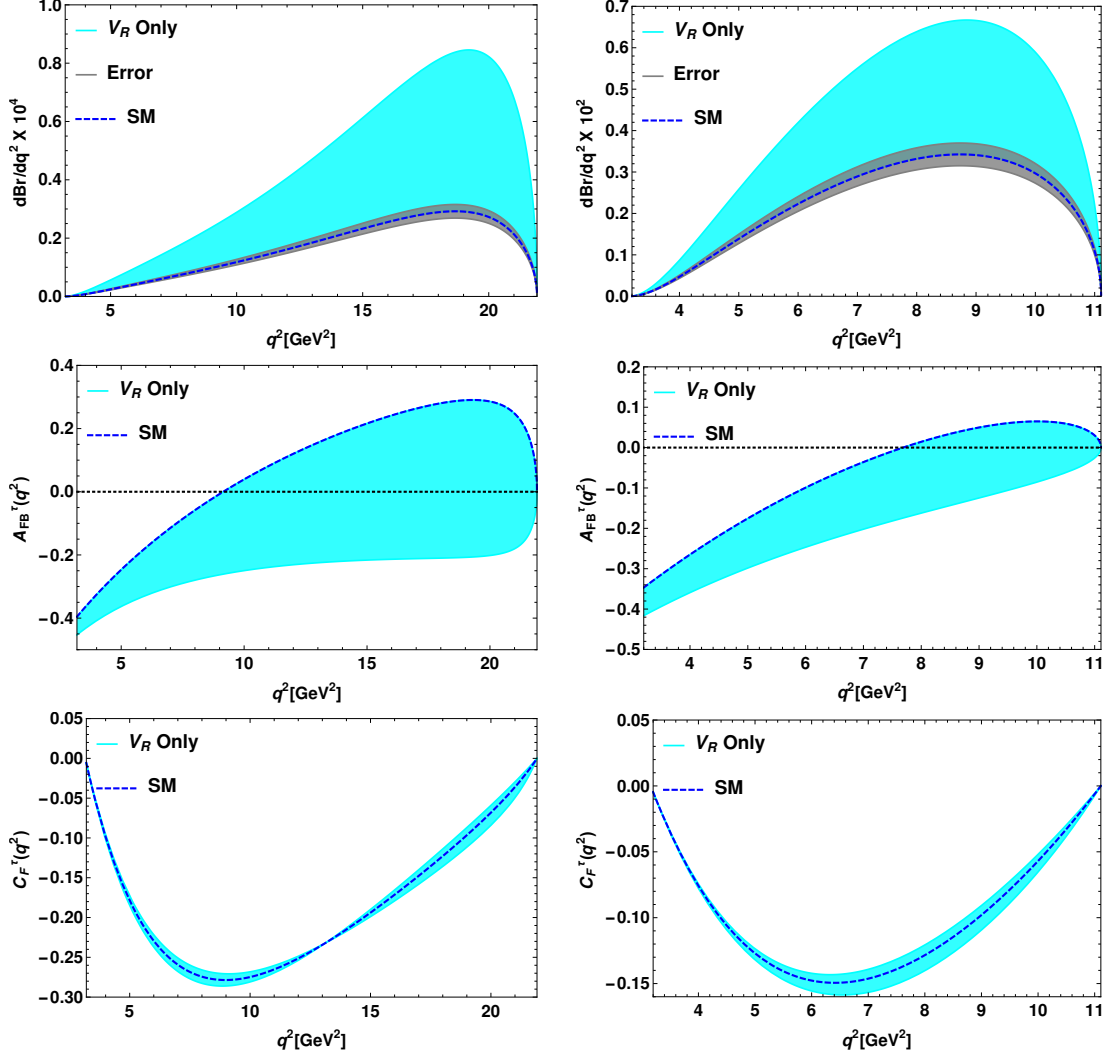 V_R Only
Error
SM
dBr/dq² X 10⁴
1.0
0.8
0.6
0.4
0.2
0.0
5 10 15 20
q²[GeV²]
V_R Only
Error
SM
dBr/dq² X 10²
0.7
0.6
0.5
0.4
0.3
0.2
0.1
0.0
4 5 6 7 8 9 10 11
q²[GeV²]
V_R Only
SM
A_FB^τ(q²)
0.4
0.2
0.0
−0.2
−0.4
5 10 15 20
q²[GeV²]
V_R Only
SM
A_FB^τ(q²)
0.2
0.1
0.0
−0.1
−0.2
−0.3
−0.4
−0.5
4 5 6 7 8 9 10 11
q²[GeV²]
V_R Only
SM
C_F^τ(q²)
0.05
0.00
−0.05
−0.10
−0.15
−0.20
−0.25
−0.30
5 10 15 20
q²[GeV²]
V_R Only
SM
C_F^τ(q²)
0.05
0.00
−0.05
−0.10
−0.15
4 5 6 7 8 9 10 11
q²[GeV²]